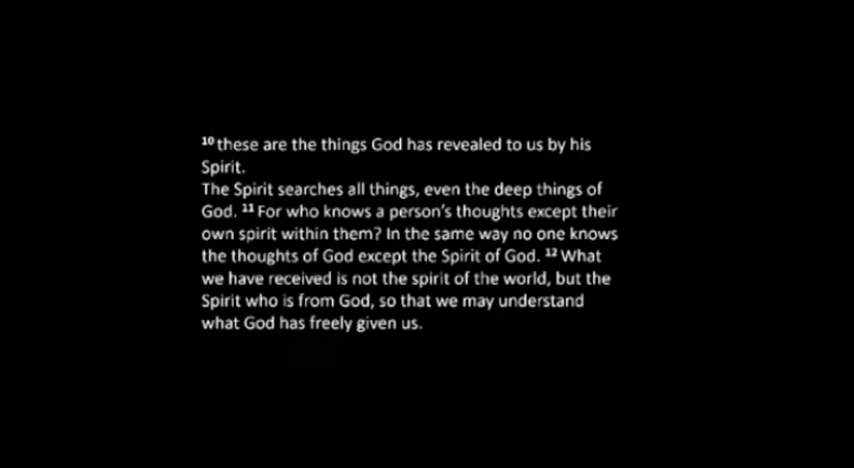 ¹⁰ these are the things God has revealed to us by his
Spirit.
The Spirit searches all things, even the deep things of
God. ¹¹ For who knows a person's thoughts except their
own spirit within them? In the same way no one knows
the thoughts of God except the Spirit of God. ¹² What
we have received is not the spirit of the world, but the
Spirit who is from God, so that we may understand
what God has freely given us.